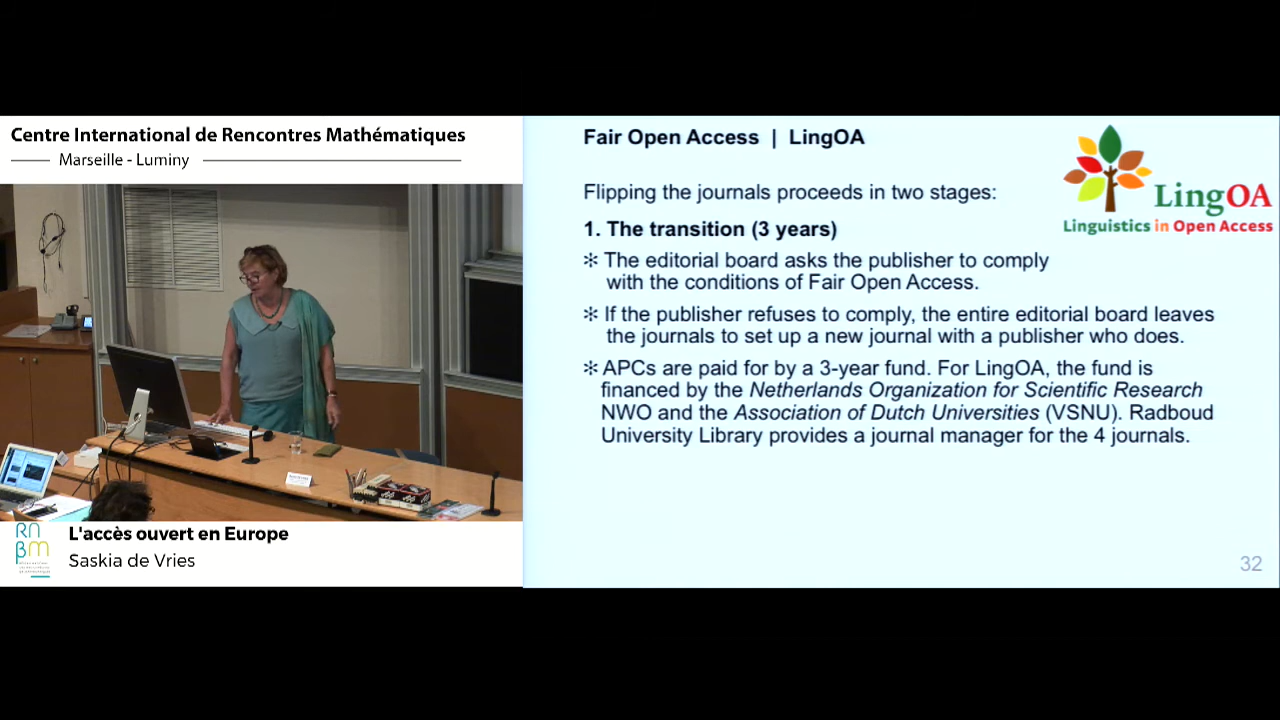 Centre International de Rencontres Mathématiques
Marseille - Luminy
L'accès ouvert en Europe
Saskia de Vries
Fair Open Access | LingOA
LingOA
Linguistics in Open Access
Flipping the journals proceeds in two stages:
1. The transition (3 years)
✻ The editorial board asks the publisher to comply
with the conditions of Fair Open Access.
✻ If the publisher refuses to comply, the entire editorial board leaves
the journals to set up a new journal with a publisher who does.
✻ APCs are paid for by a 3-year fund. For LingOA, the fund is
financed by the Netherlands Organization for Scientific Research
NWO and the Association of Dutch Universities (VSNU). Radboud
University Library provides a journal manager for the 4 journals.
32